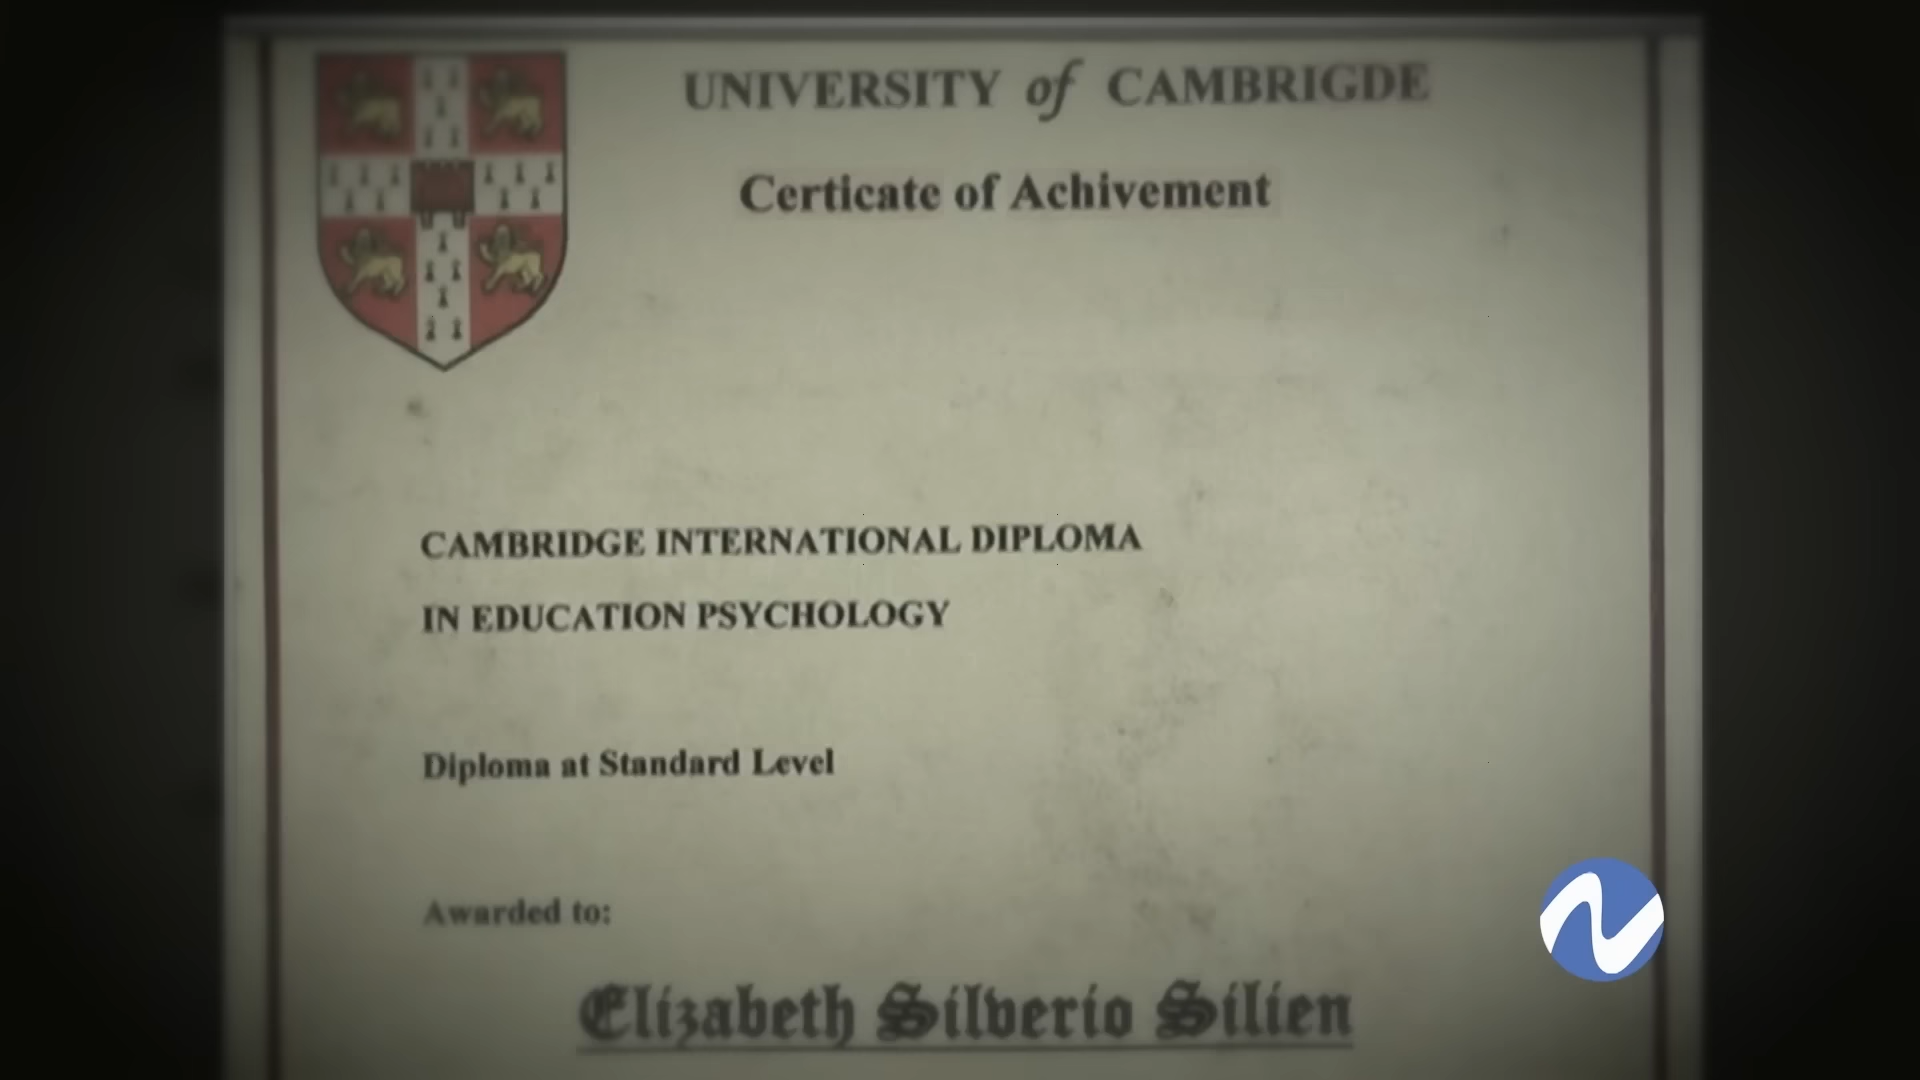 UNIVERSITY of CAMBRIGDE
Certicate of Achivement
CAMBRIDGE INTERNATIONAL DIPLOMA
IN EDUCATION PSYCHOLOGY
Diploma at Standard Level
Awarded to:
Elizabeth Silverio Silien